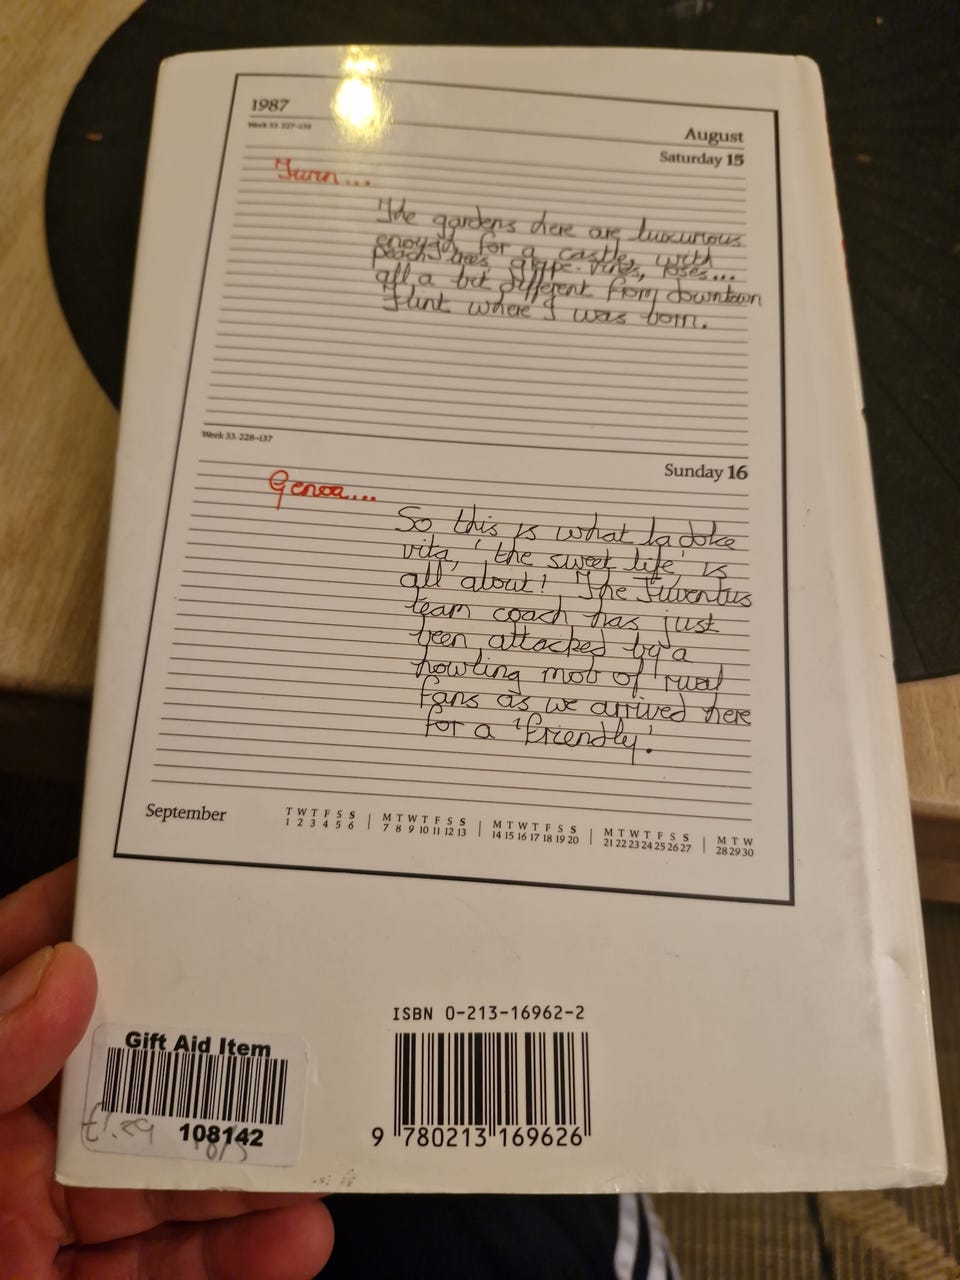 1987
Week 33. 227–138
August
Saturday 15
Turin...
The gardens here are luxurious
enough for a castle, with
peach trees, grape-vines, roses...
all a bit different from downtown
Flint where I was born.
Week 33. 228–137
Sunday 16
Genoa...
So this is what la dolce
vita, 'the sweet life' is
all about! The Juventus
team coach has just
been attacked by a
howling mob of rival
fans as we arrived here
for a 'friendly'.
September
T W T F S S | M T W T F S S | M T W T F S S | M T W T F S S | M T W
1 2 3 4 5 6 | 7 8 9 10 11 12 13 | 14 15 16 17 18 19 20 | 21 22 23 24 25 26 27 | 28 29 30
ISBN 0-213-16962-2
9 780213 169626
Gift Aid Item
108142
£1.29